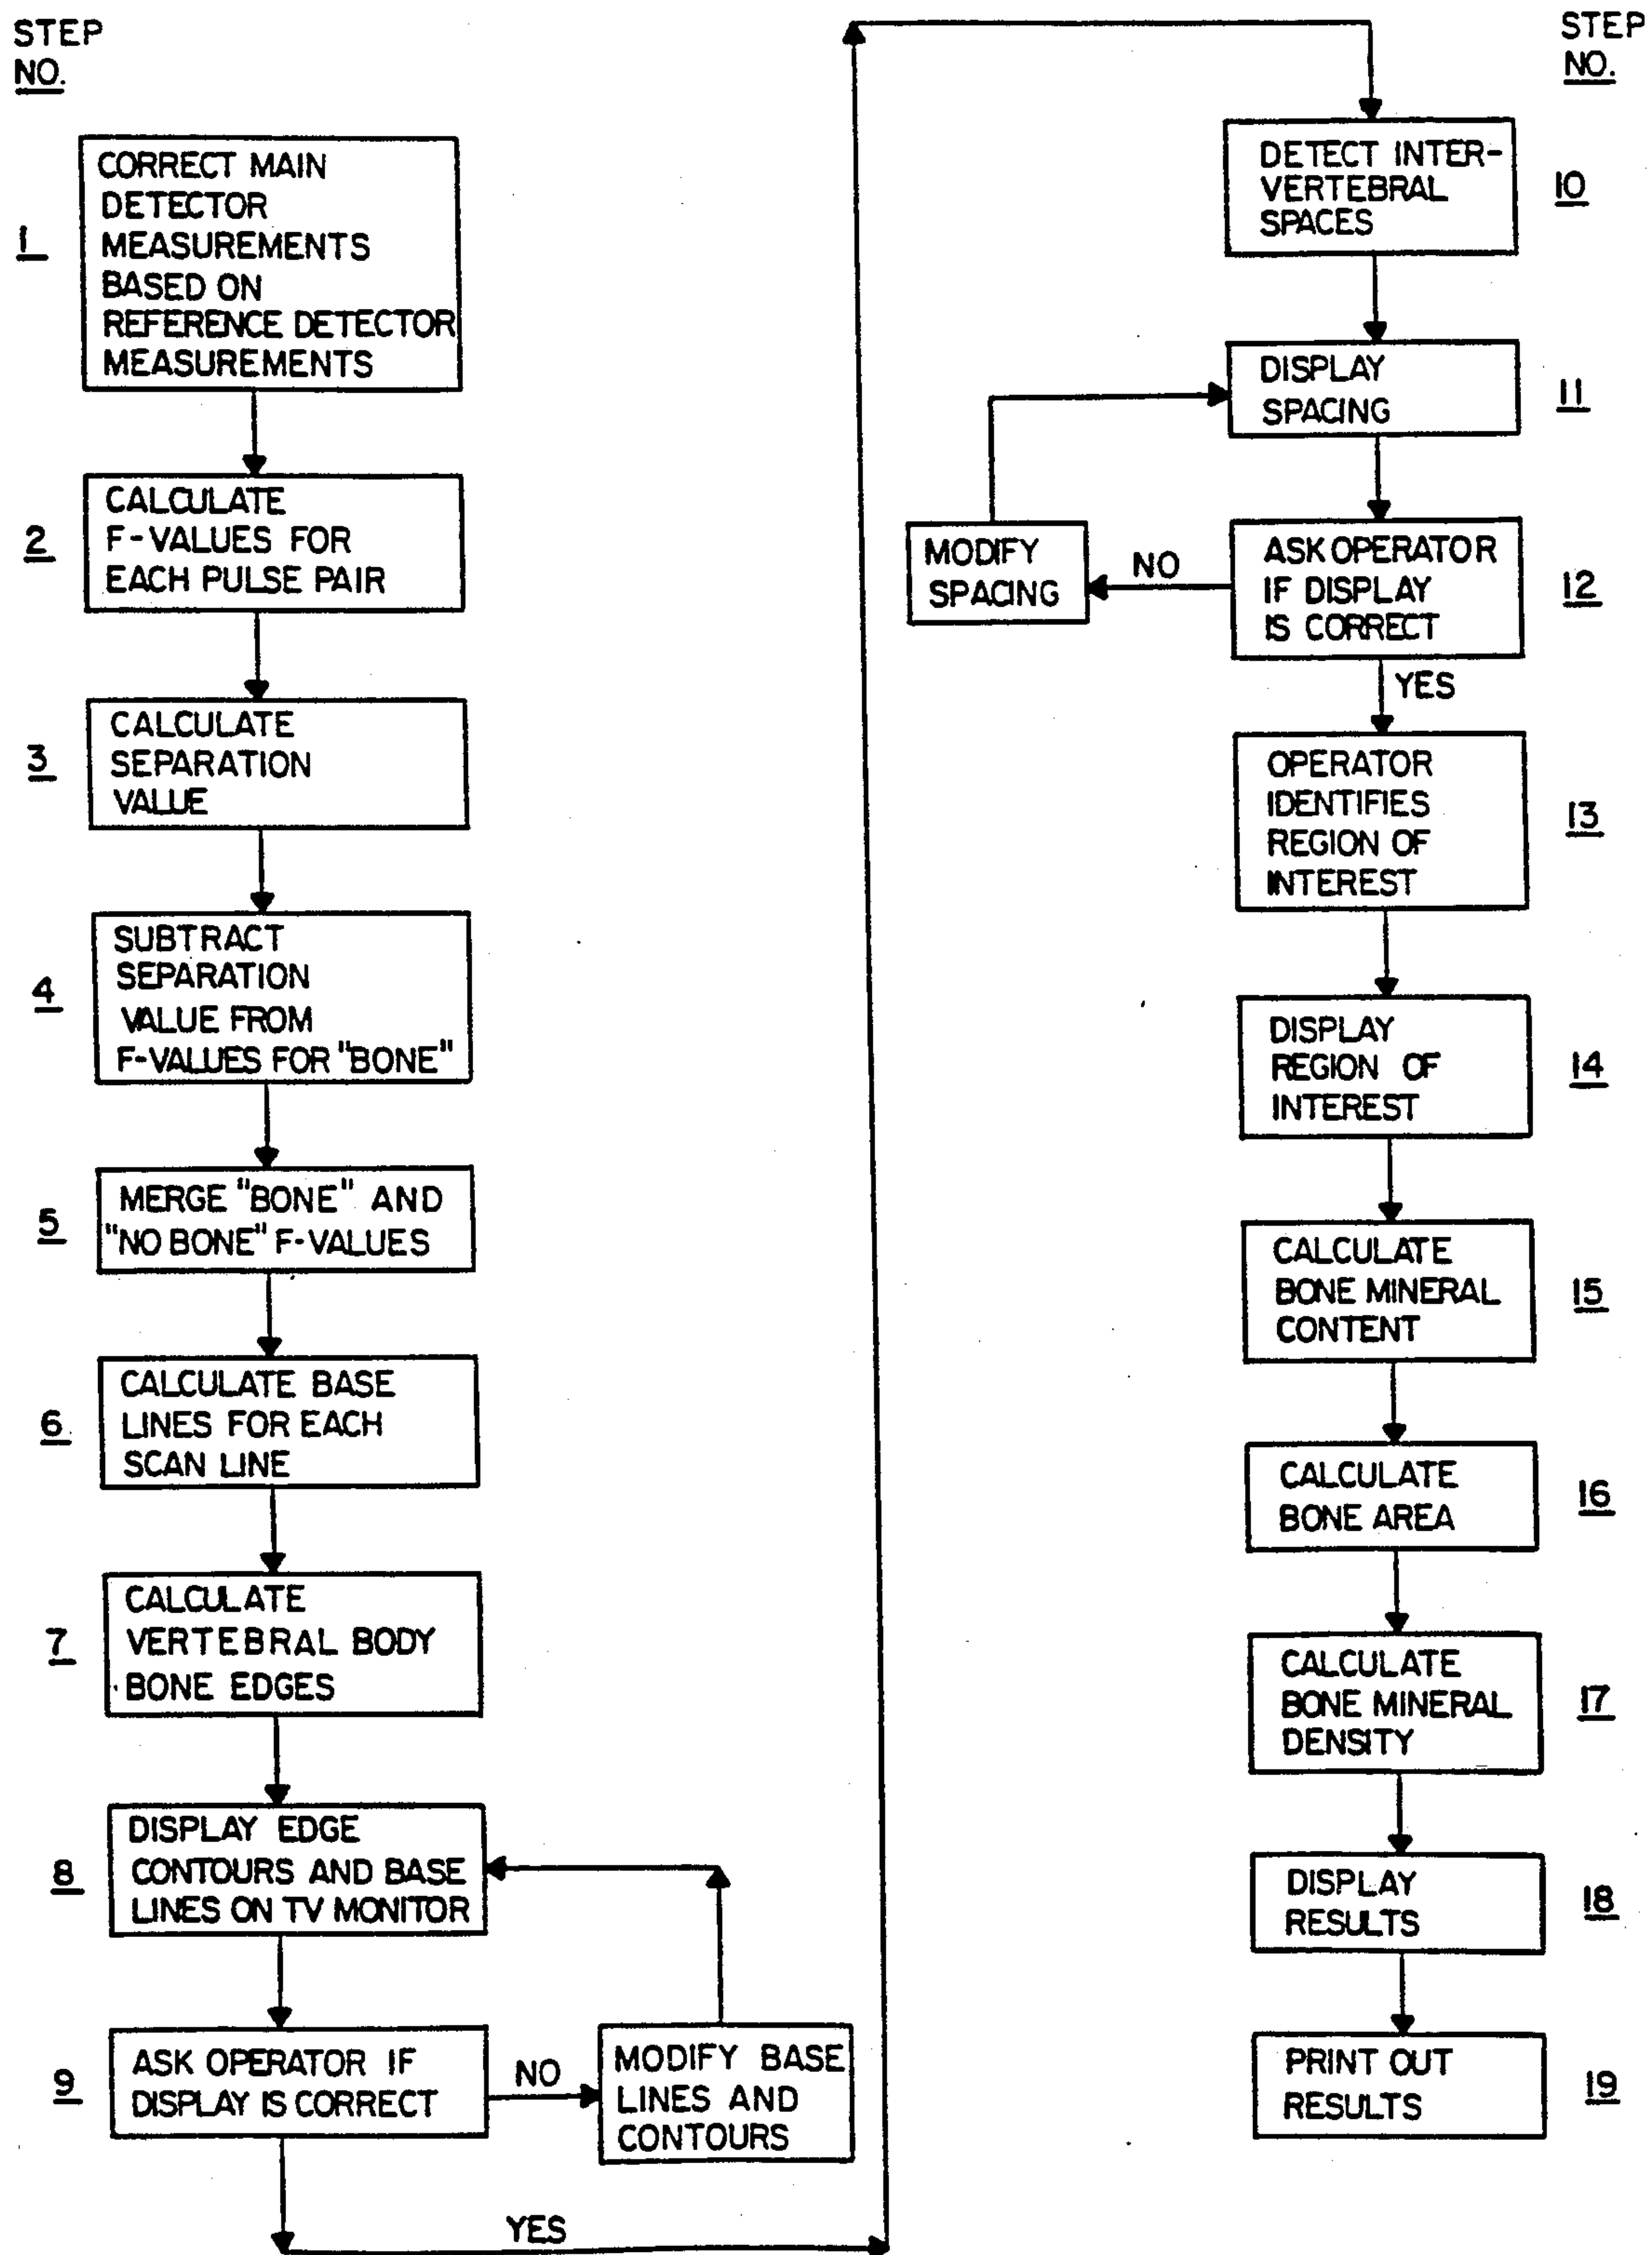 STEP
NO.
1
CORRECT MAIN
DETECTOR
MEASUREMENTS
BASED ON
REFERENCE DETECTOR
MEASUREMENTS
2
CALCULATE
F-VALUES FOR
EACH PULSE PAIR
3
CALCULATE
SEPARATION
VALUE
4
SUBTRACT
SEPARATION
VALUE FROM
F-VALUES FOR "BONE"
5
MERGE "BONE" AND
"NO BONE" F-VALUES
6
CALCULATE BASE
LINES FOR EACH
SCAN LINE
7
CALCULATE
VERTEBRAL BODY
BONE EDGES
8
DISPLAY EDGE
CONTOURS AND BASE
LINES ON TV MONITOR
9
ASK OPERATOR IF
DISPLAY IS CORRECT
NO
MODIFY BASE
LINES AND
CONTOURS
YES
STEP
NO.
DETECT INTER-
VERTEBRAL
SPACES
10
DISPLAY
SPACING
11
MODIFY
SPACING
NO
ASK OPERATOR
IF DISPLAY
IS CORRECT
12
YES
OPERATOR
IDENTIFIES
REGION OF
INTEREST
13
DISPLAY
REGION OF
INTEREST
14
CALCULATE
BONE MINERAL
CONTENT
15
CALCULATE
BONE AREA
16
CALCULATE
BONE MINERAL
DENSITY
17
DISPLAY
RESULTS
18
PRINT OUT
RESULTS
19